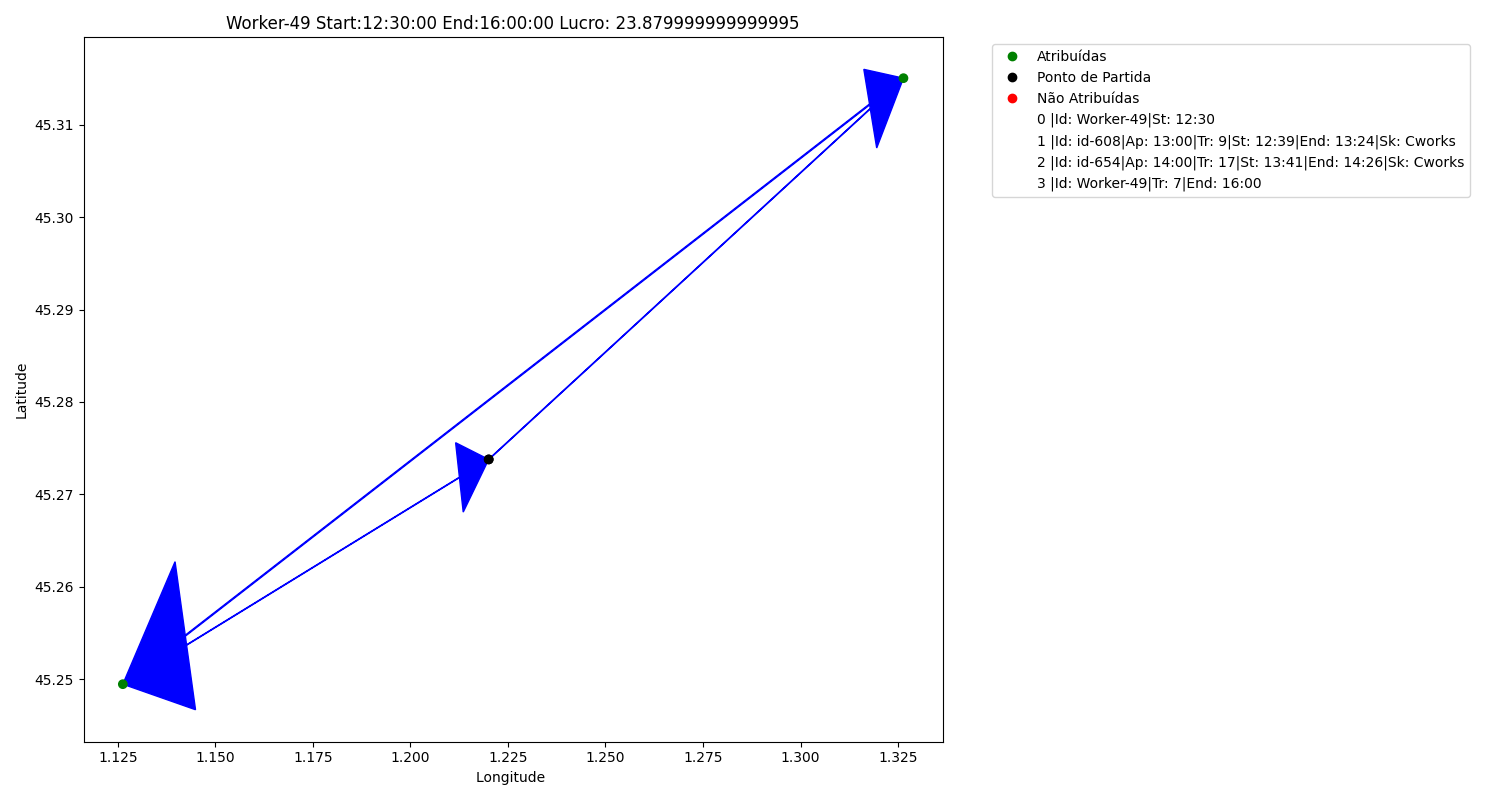 Worker-49 Start:12:30:00 End:16:00:00 Lucro: 23.879999999999995
Atribuídas
Ponto de Partida
Não Atribuídas
0 |Id: Worker-49|St: 12:30
1 |Id: id-608|Ap: 13:00|Tr: 9|St: 12:39|End: 13:24|Sk: Cworks
2 |Id: id-654|Ap: 14:00|Tr: 17|St: 13:41|End: 14:26|Sk: Cworks
3 |Id: Worker-49|Tr: 7|End: 16:00
Latitude
45.31
45.30
45.29
45.28
45.27
45.26
45.25
1.125 1.150 1.175 1.200 1.225 1.250 1.275 1.300 1.325
Longitude